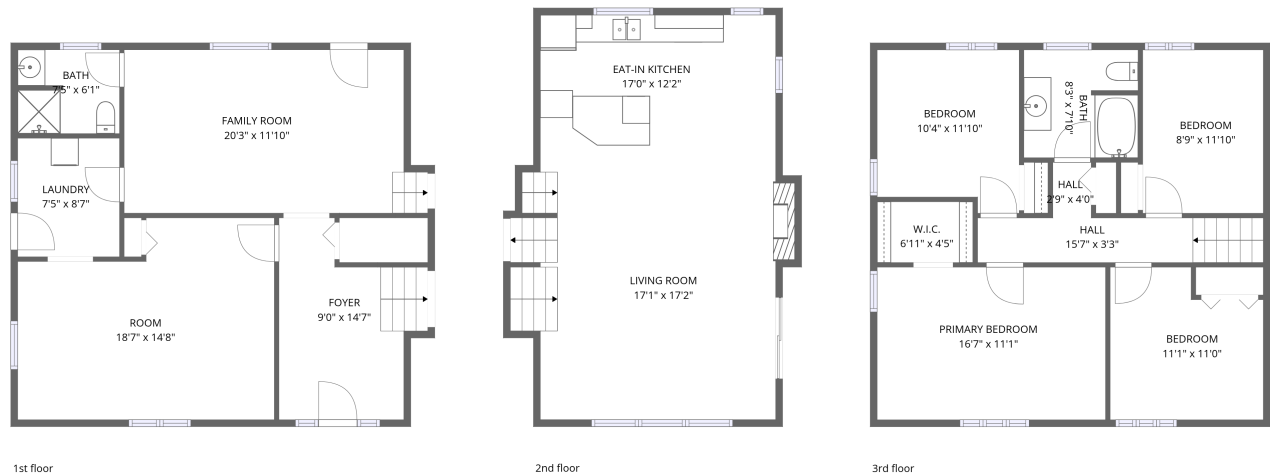 BATH
7'5" x 6'1"
FAMILY ROOM
20'3" x 11'10"
LAUNDRY
7'5" x 8'7"
ROOM
18'7" x 14'8"
FOYER
9'0" x 14'7"
1st floor
EAT-IN KITCHEN
17'0" x 12'2"
LIVING ROOM
17'1" x 17'2"
2nd floor
BEDROOM
10'4" x 11'10"
BATH
8'3" x 7'10"
BEDROOM
8'9" x 11'10"
HALL
2'9" x 4'0"
W.I.C.
6'11" x 4'5"
HALL
15'7" x 3'3"
PRIMARY BEDROOM
16'7" x 11'1"
BEDROOM
11'1" x 11'0"
3rd floor